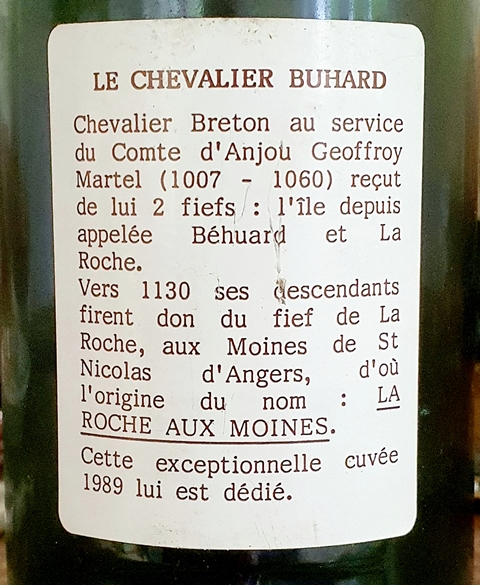 LE CHEVALIER BUHARD
Chevalier Breton au service
du Comte d'Anjou Geoffroy
Martel (1007 - 1060) reçut
de lui 2 fiefs : l'île depuis
appelée Béhuard et La
Roche.
Vers 1130 ses descendants
firent don du fief de La
Roche, aux Moines de St
Nicolas d'Angers, d'où
l'origine du nom : LA
ROCHE AUX MOINES.
Cette exceptionnelle cuvée
1989 lui est dédié.